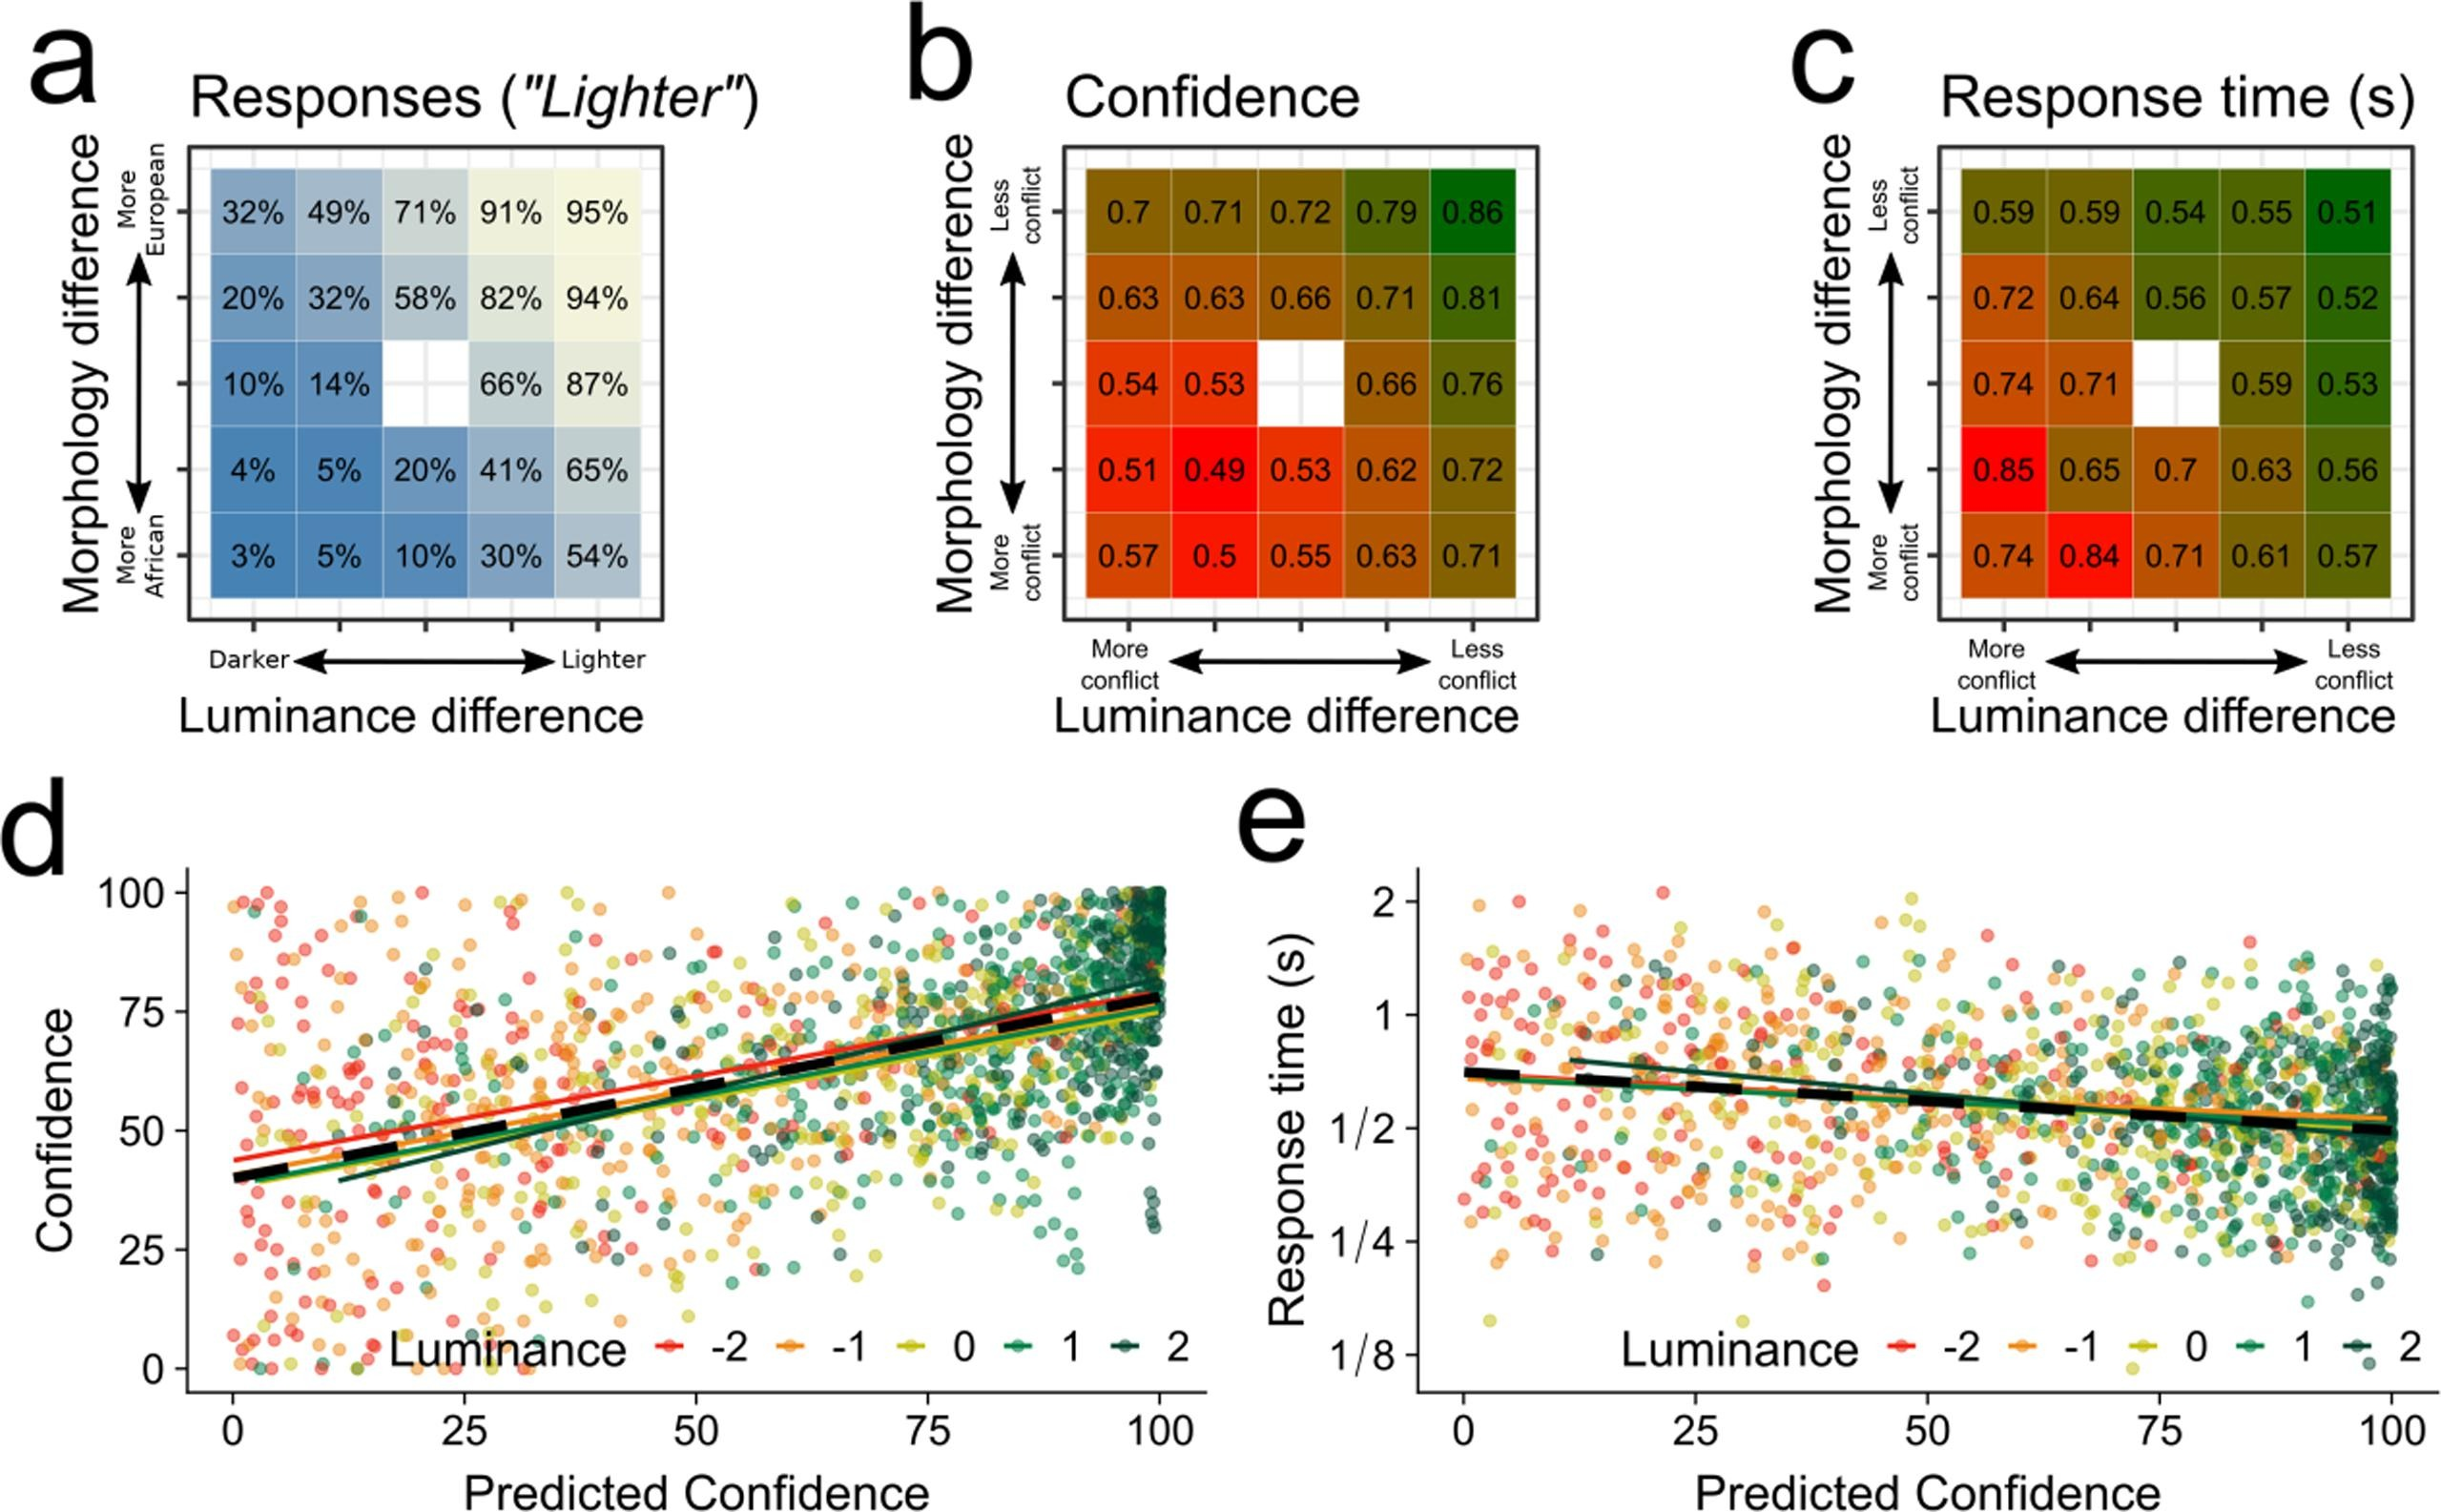 a
Responses ("Lighter")
Morphology difference
More
European
More
African
32% 49% 71% 91% 95%
20% 32% 58% 82% 94%
10% 14% 66% 87%
4% 5% 20% 41% 65%
3% 5% 10% 30% 54%
Darker Lighter
Luminance difference
b
Confidence
Morphology difference
Less
conflict
More
conflict
0.7 0.71 0.72 0.79 0.86
0.63 0.63 0.66 0.71 0.81
0.54 0.53 0.66 0.76
0.51 0.49 0.53 0.62 0.72
0.57 0.5 0.55 0.63 0.71
More
conflict
Less
conflict
Luminance difference
c
Response time (s)
Morphology difference
Less
conflict
More
conflict
0.59 0.59 0.54 0.55 0.51
0.72 0.64 0.56 0.57 0.52
0.74 0.71 0.59 0.53
0.85 0.65 0.7 0.63 0.56
0.74 0.84 0.71 0.61 0.57
More
conflict
Less
conflict
Luminance difference
d
Confidence
100
75
50
25
0
Luminance -2 -1 0 1 2
0 25 50 75 100
Predicted Confidence
e
Response time (s)
2
1
1/2
1/4
1/8
Luminance -2 -1 0 1 2
0 25 50 75 100
Predicted Confidence